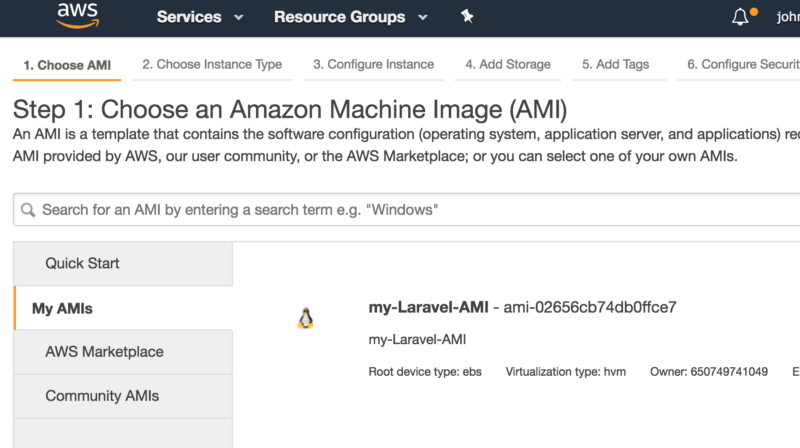 aws Services Resource Groups john
1. Choose AMI 2. Choose Instance Type 3. Configure Instance 4. Add Storage 5. Add Tags 6. Configure Securit
Step 1: Choose an Amazon Machine Image (AMI)
An AMI is a template that contains the software configuration (operating system, application server, and applications) rec
AMI provided by AWS, our user community, or the AWS Marketplace; or you can select one of your own AMIs.
Search for an AMI by entering a search term e.g. "Windows"
Quick Start
My AMIs
AWS Marketplace
Community AMIs
my-Laravel-AMI - ami-02656cb74db0ffce7
my-Laravel-AMI
Root device type: ebs Virtualization type: hvm Owner: 650749741049 E